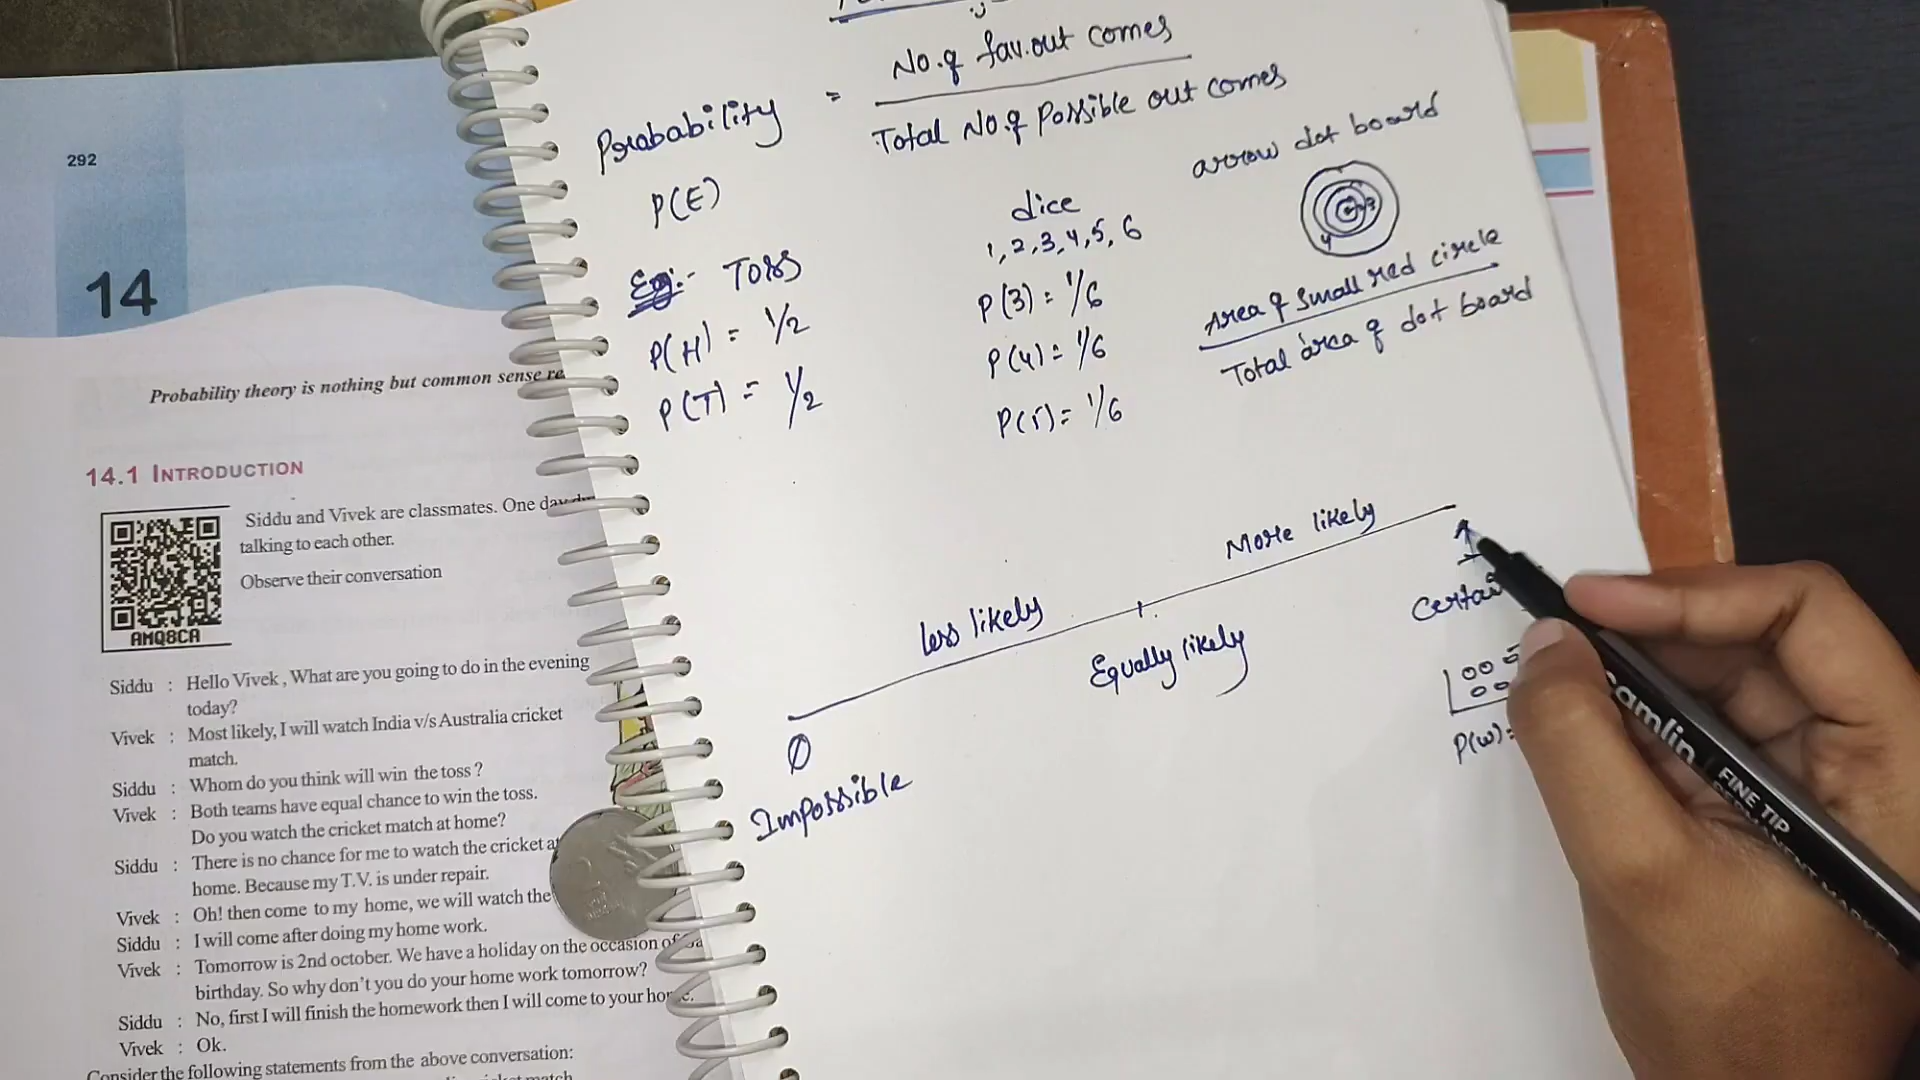 292
14
Probability theory is nothing but common sense
14.1 INTRODUCTION
Siddu and Vivek are classmates. One day
talking to each other.
Observe their conversation
AMQ8CA
Siddu : Hello Vivek , What are you going to do in the evening
today?
Vivek : Most likely, I will watch India v/s Australia cricket
match.
Siddu : Whom do you think will win the toss ?
Vivek : Both teams have equal chance to win the toss.
Do you watch the cricket match at home?
Siddu : There is no chance for me to watch the cricket
home. Because my T.V. is under repair.
Vivek : Oh! then come to my home, we will watch the
Siddu : I will come after doing my home work.
Vivek : Tomorrow is 2nd october. We have a holiday on the occasion of
birthday. So why don't you do your home work tomorrow?
Siddu : No, first I will finish the homework then I will come to your
Vivek : Ok.
Consider the following statements from the above conversation:
Probability = No. of fav. out comes
Total No. of Possible out comes
P(E)
Eg:- Toss
P(H) = 1/2
P(T) = 1/2
dice
1, 2, 3, 4, 5, 6
P(3) = 1/6
P(4) = 1/6
P(5) = 1/6
arrow dot board
4
Area of small red circle
Total area of dot board
less likely
More likely
Equally likely
0
Impossible
P(W) =
camlin
FINE TIP